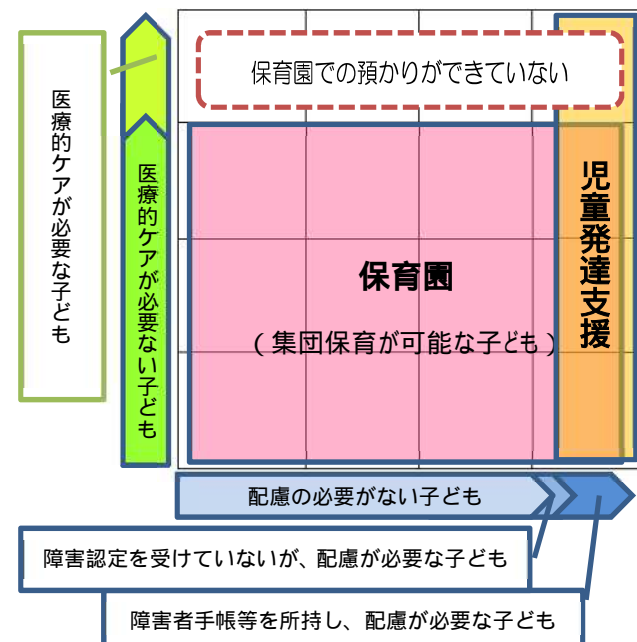 保育園での預かりができていない
医療的ケアが必要な子ども
医療的ケアが必要ない子ども
保育園
(集団保育が可能な子ども)
児童発達支援
配慮の必要がない子ども
障害認定を受けていないが、配慮が必要な子ども
障害者手帳等を所持し、配慮が必要な子ども